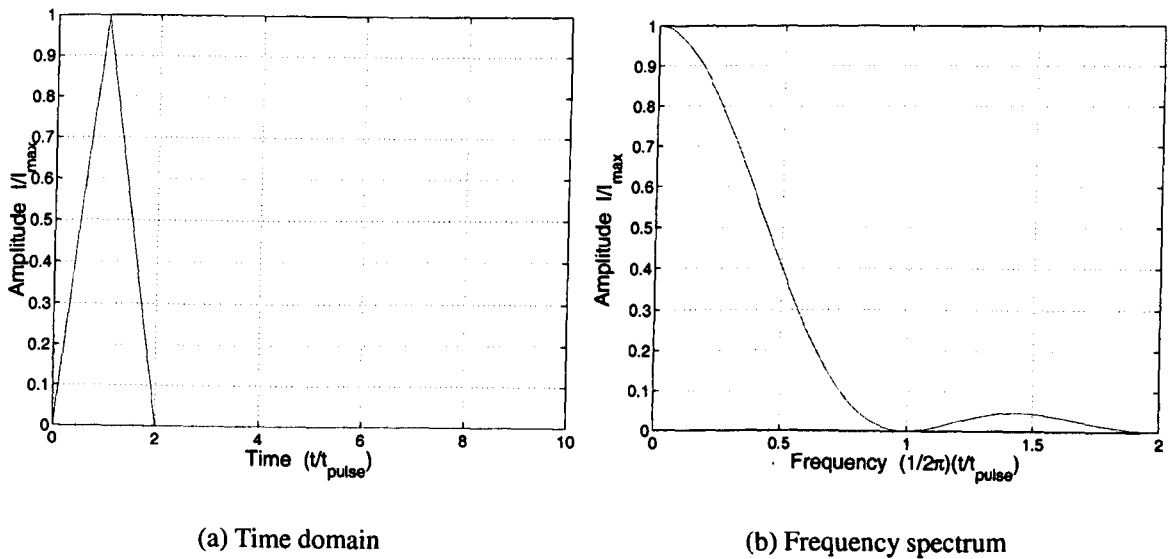 1
0.9
0.8
0.7
0.6
0.5
0.4
0.3
0.2
0.1
0
Amplitude I/I_max
0 2 4 6 8 10
Time (t/t_pulse)
(a) Time domain
1
0.9
0.8
0.7
0.6
0.5
0.4
0.3
0.2
0.1
0
Amplitude I/I_max
0 0.5 1 1.5 2
Frequency (1/2π)(t/t_pulse)
(b) Frequency spectrum